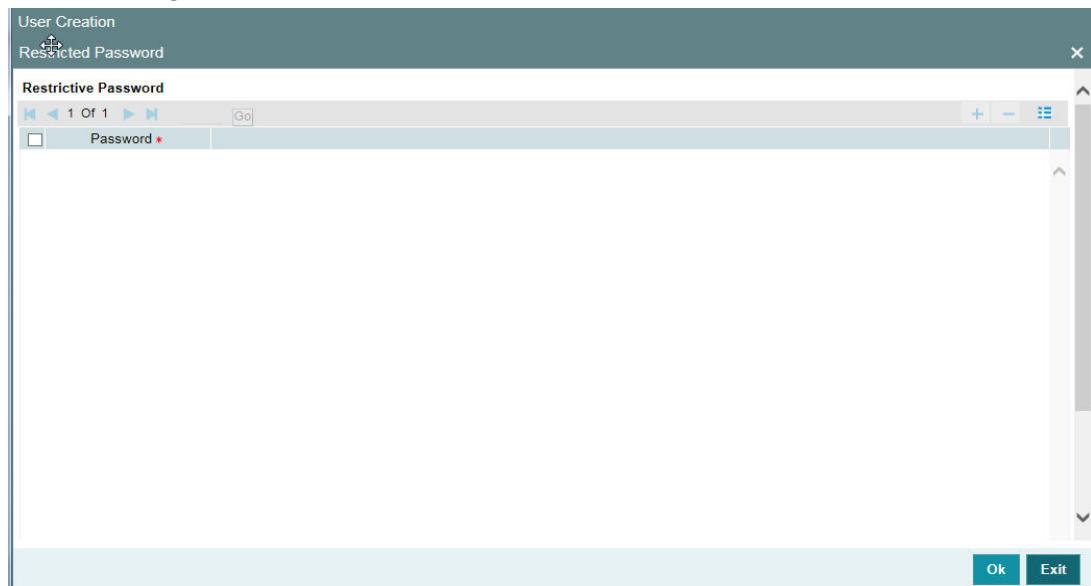 User Creation
Restricted Password
Restrictive Password
1 Of 1 Go
Password *
Ok Exit